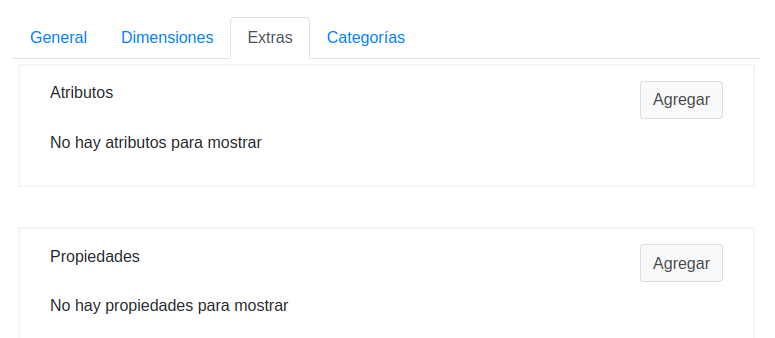 General Dimensiones Extras Categorías
Atributos Agregar
No hay atributos para mostrar
Propiedades Agregar
No hay propiedades para mostrar